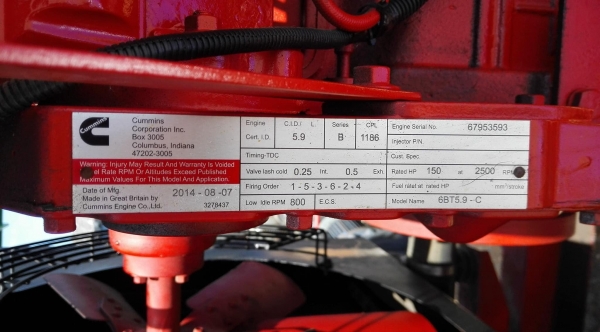 Cummins
Cummins
Corporation Inc.
Box 3005
Columbus, Indiana
47202-3005
Warning: Injury May Result And Warranty Is Voided
el Rate RPM Or Altitudes Exceed Published
Maximum Values For This Model And Application.
Date of Mfg. 2014-08-07
Made in Great Britain by
Cummins Engine Co.,Ltd. 3278437
Engine C.I.D./ L Series CPL
Cert. I.D. 5.9 B 1186
Timing-TDC
Valve lash cold 0.25 Int. 0.5 Exh.
Firing Order 1-5-3-6-2-4
Low Idle RPM 800 E.C.S.
Engine Serial No. 67953593
Injector P/N.
Cust. Spec.
Rated HP 150 at 2500 RPM
Fuel rate at rated HP mm/stroke
Model Name 6BT5.9-C